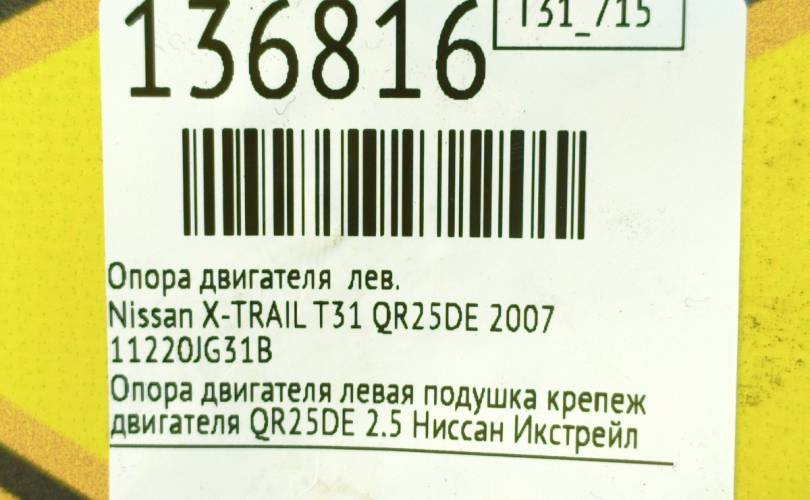 136816
T31_715
Опора двигателя лев.
Nissan X-TRAIL T31 QR25DE 2007
11220JG31B
Опора двигателя левая подушка крепеж
двигателя QR25DE 2.5 Ниссан Икстрейл